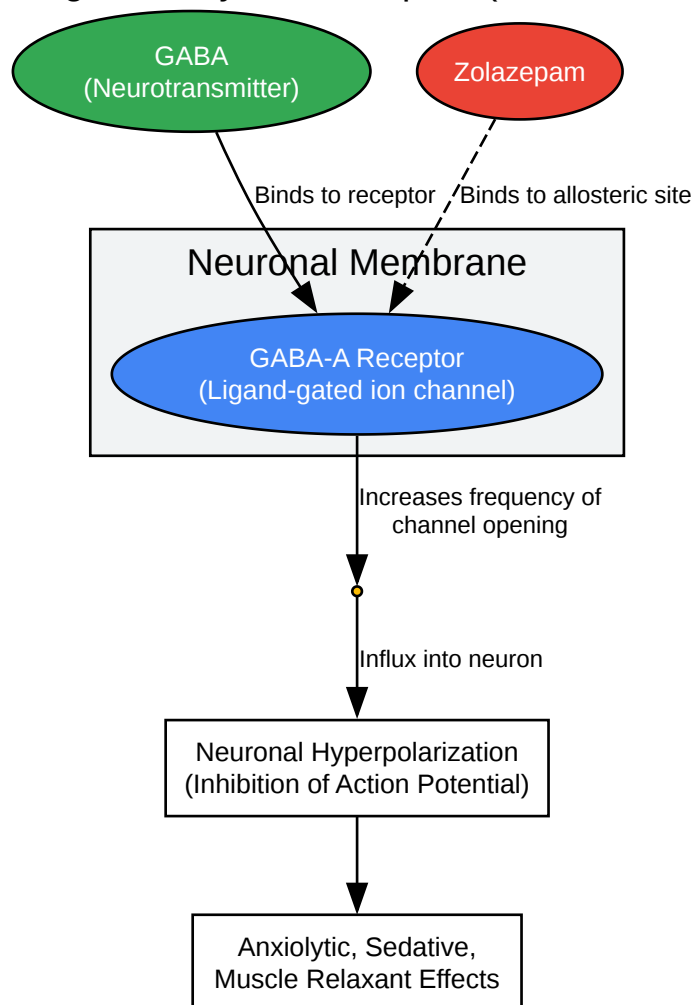 GABA
(Neurotransmitter)
Zolazepam
Binds to receptor
Binds to allosteric site
Neuronal Membrane
GABA-A Receptor
(Ligand-gated ion channel)
Increases frequency of
channel opening
Influx into neuron
Neuronal Hyperpolarization
(Inhibition of Action Potential)
Anxiolytic, Sedative,
Muscle Relaxant Effects